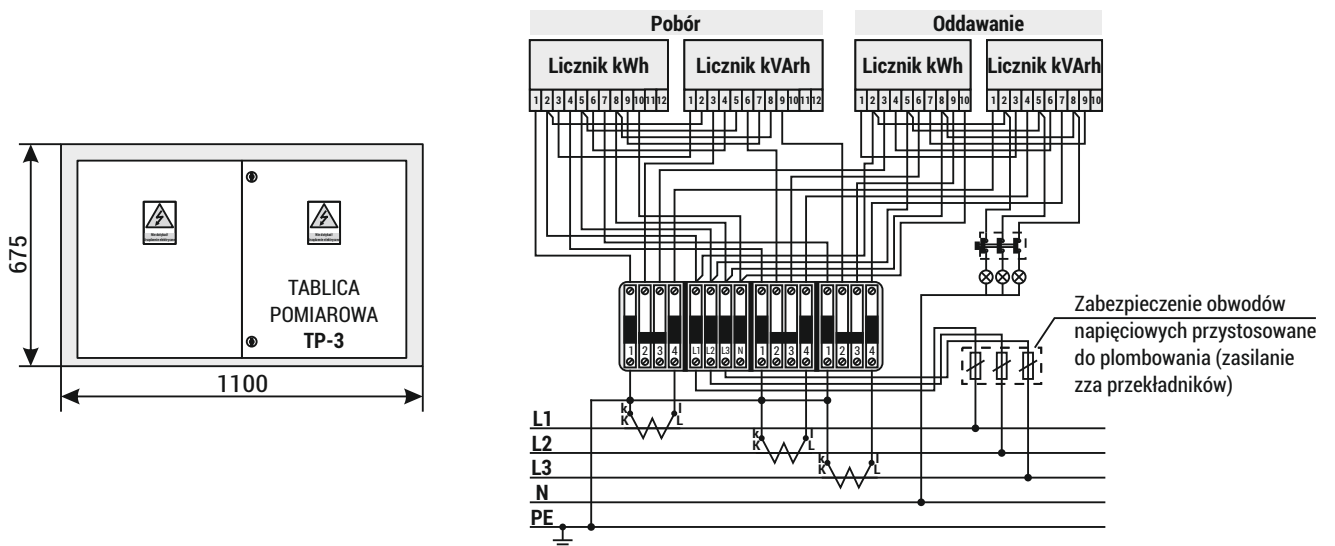 Pobór
Oddawanie
Licznik kWh
Licznik kVArh
Licznik kWh
Licznik kVArh
1 2 3 4 5 6 7 8 9 10 11 12
1 2 3 4 5 6 7 8 9 10 11 12
1 2 3 4 5 6 7 8 9 10
1 2 3 4 5 6 7 8 9 10
675
TABLICA
POMIAROWA
TP-3
1100
1 2 3 4 L1 L2 L3 N 1 2 3 4 1 2 3 4
Zabezpieczenie obwodów
napięciowych przystosowane
do plombowania (zasilanie
zza przekładników)
k l
K L
k l
K L
k l
K L
L1
L2
L3
N
PE